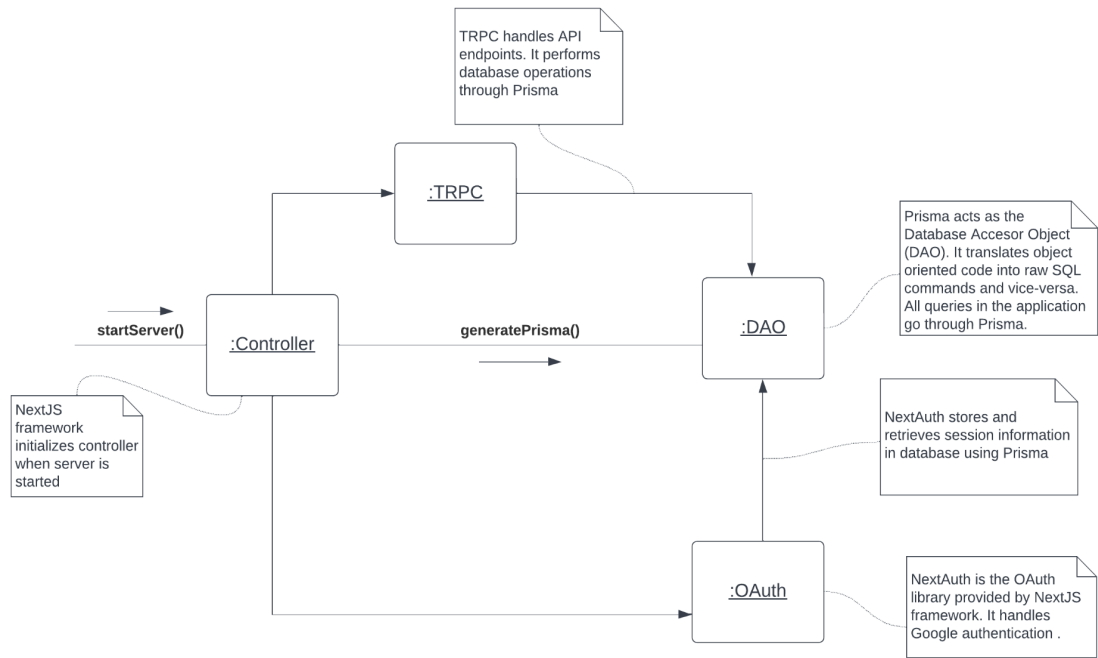 TRPC handles API
endpoints. It performs
database operations
through Prisma
:TRPC
Prisma acts as the
Database Accesor Object
(DAO). It translates object
oriented code into raw SQL
commands and vice-versa.
All queries in the application
go through Prisma.
startServer()
:Controller
generatePrisma()
:DAO
NextJS
framework
initializes controller
when server is
started
NextAuth stores and
retrieves session information
in database using Prisma
:OAuth
NextAuth is the OAuth
library provided by NextJS
framework. It handles
Google authentication .